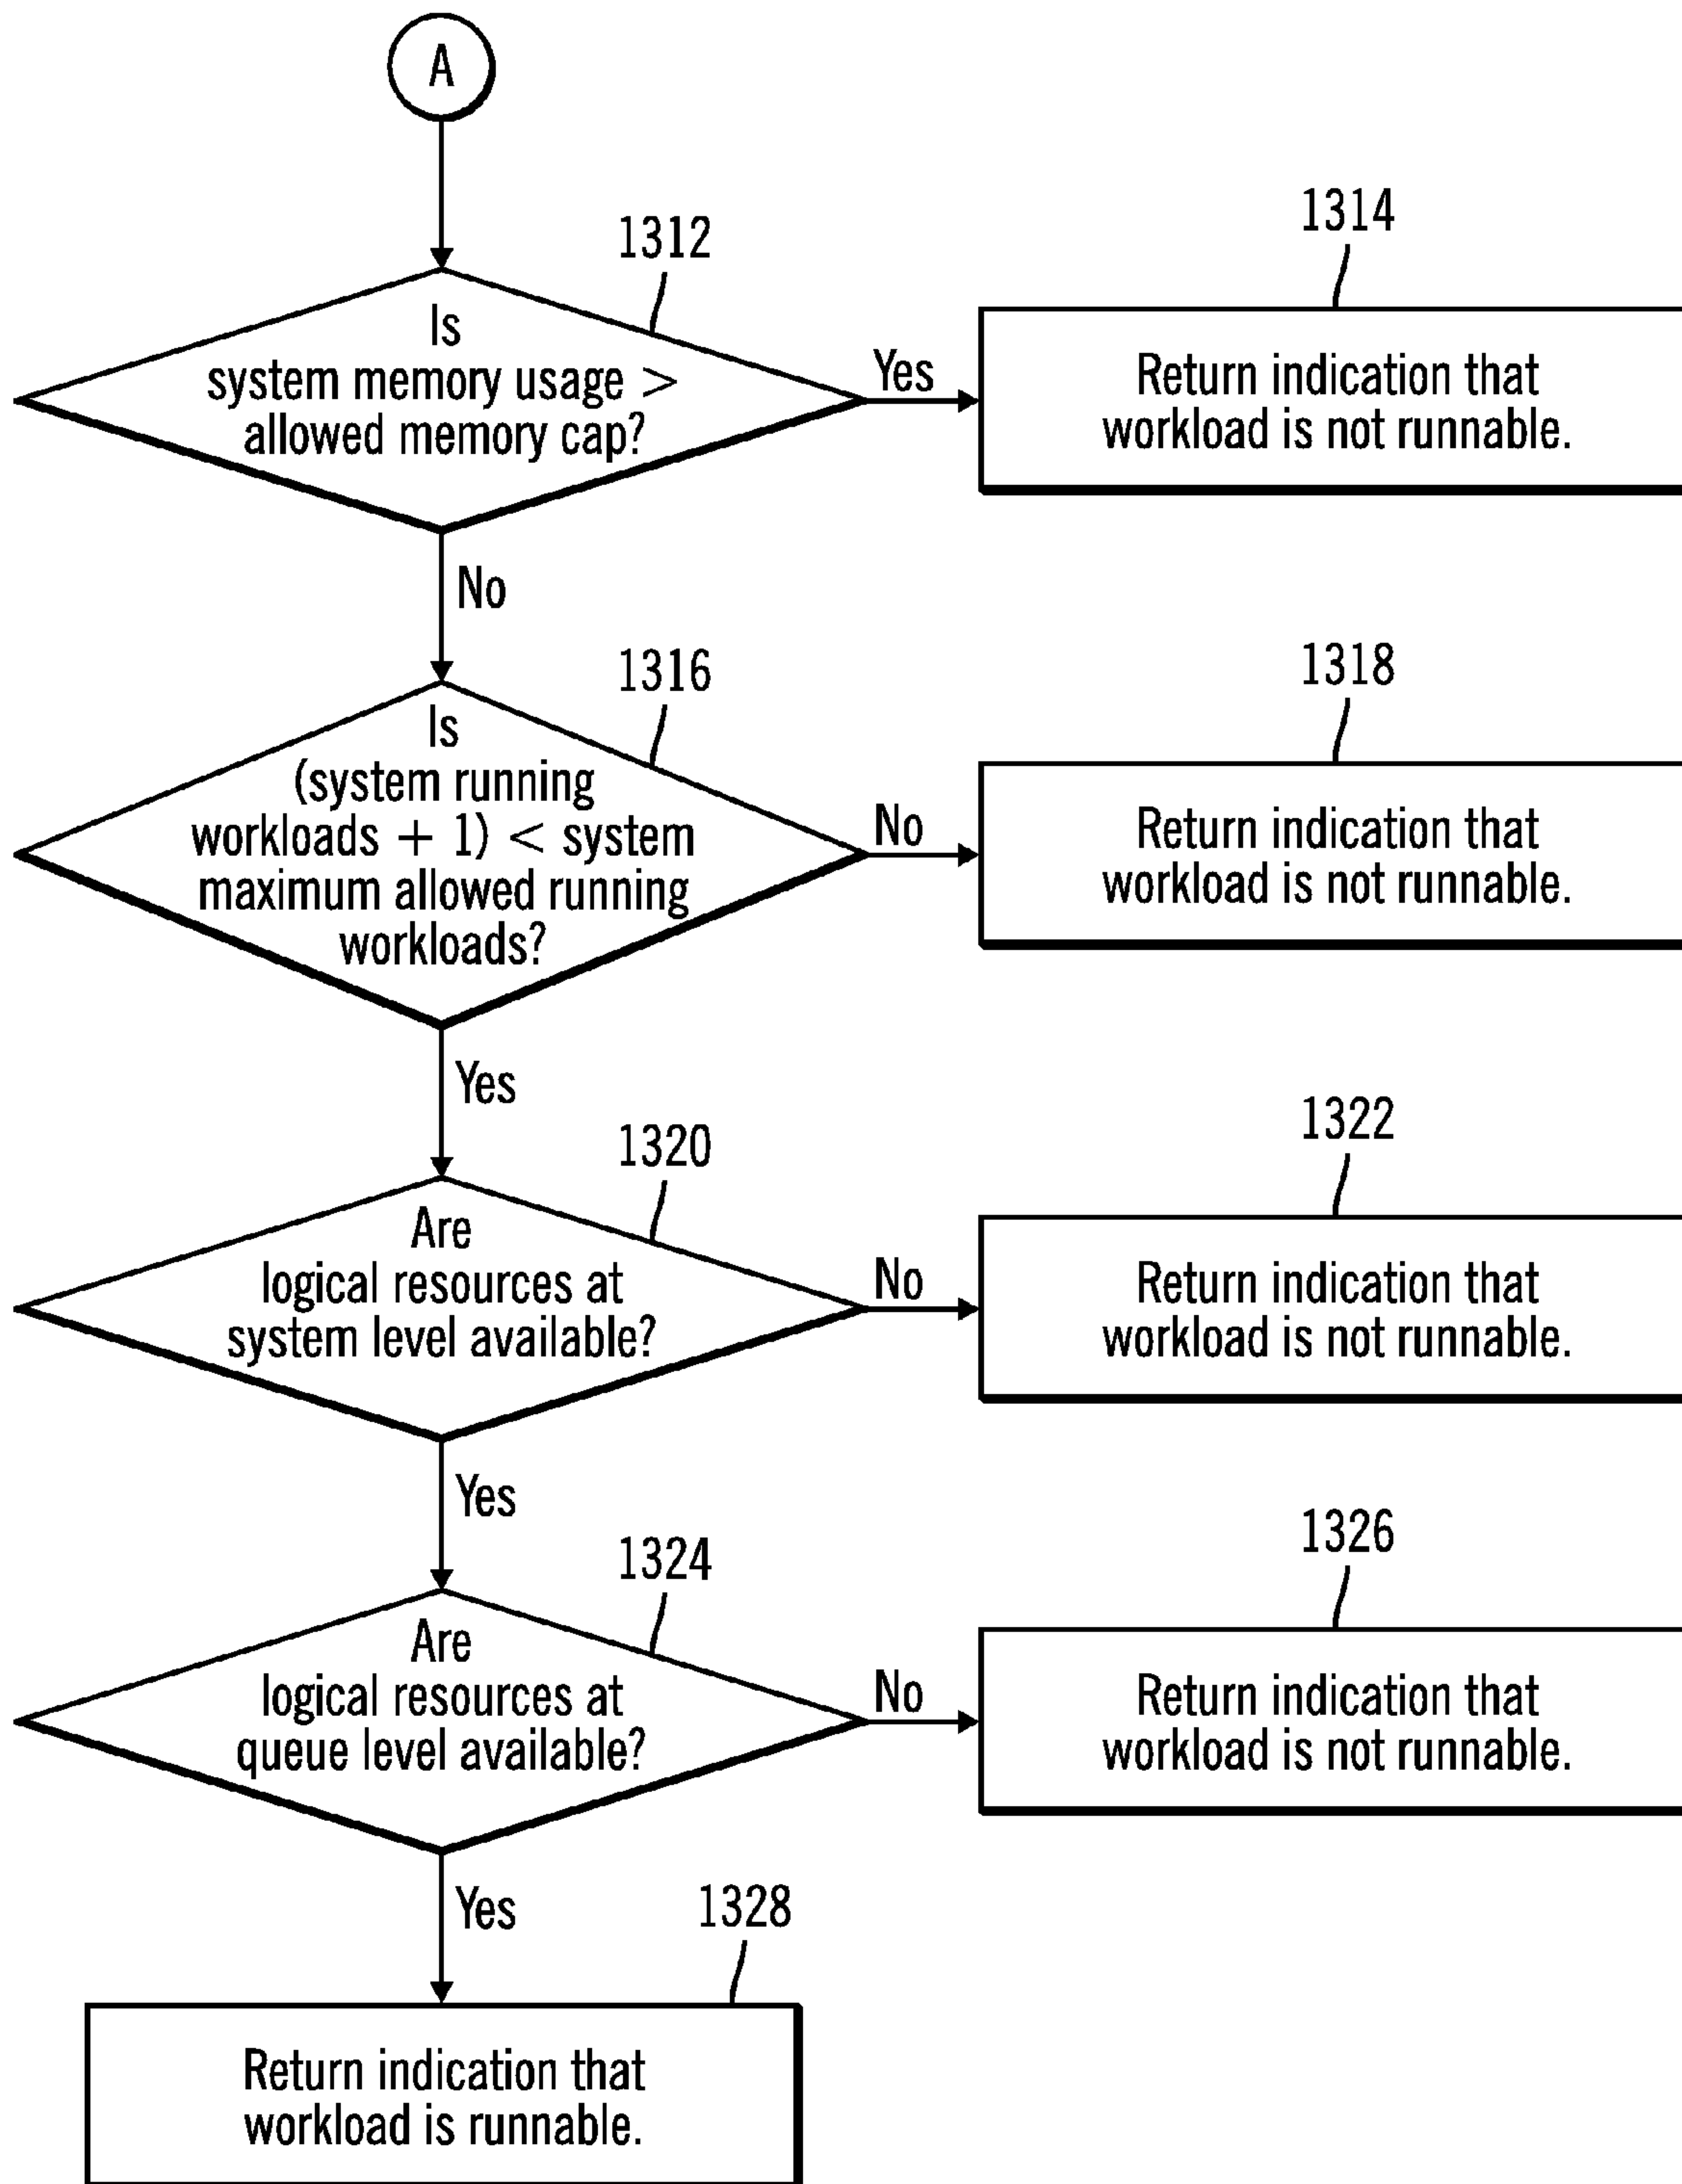 A
1312
Is
system memory usage >
allowed memory cap?
Yes
1314
Return indication that
workload is not runnable.
No
1316
Is
(system running
workloads + 1) < system
maximum allowed running
workloads?
No
1318
Return indication that
workload is not runnable.
Yes
1320
Are
logical resources at
system level available?
No
1322
Return indication that
workload is not runnable.
Yes
1324
Are
logical resources at
queue level available?
No
1326
Return indication that
workload is not runnable.
Yes
1328
Return indication that
workload is runnable.